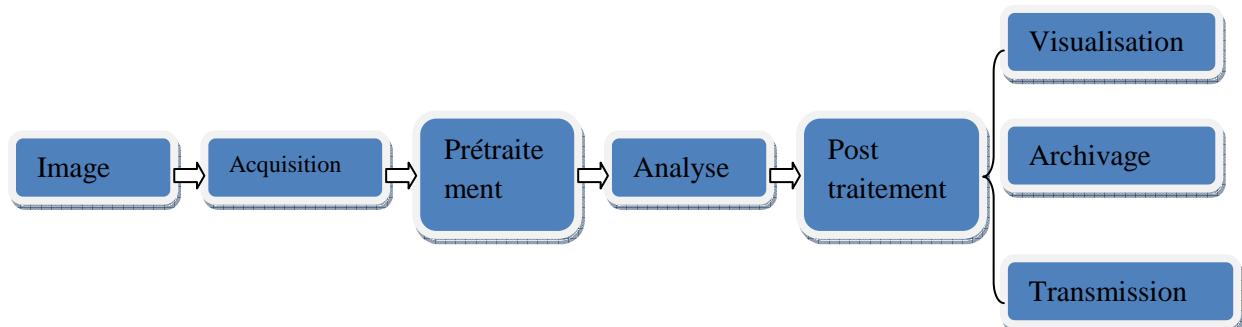 Image
Acquisition
Prétraite
ment
Analyse
Post
traitement
Visualisation
Archivage
Transmission